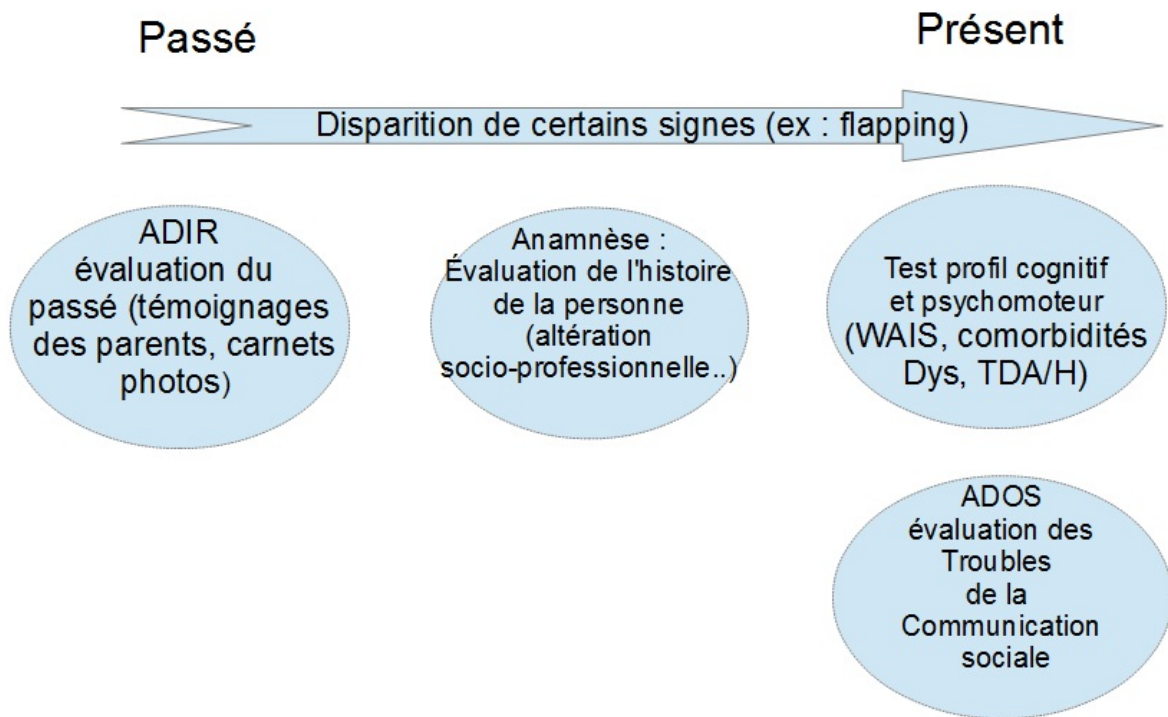 Passé
Présent
Disparition de certains signes (ex : flapping)
ADIR
évaluation du
passé (témoignages
des parents, carnets
photos)
Anamnèse :
Évaluation de l'histoire
de la personne
(altération
socio-professionnelle..)
Test profil cognitif
et psychomoteur
(WAIS, comorbidités
Dys, TDA/H)
ADOS
évaluation des
Troubles
de la
Communication
sociale